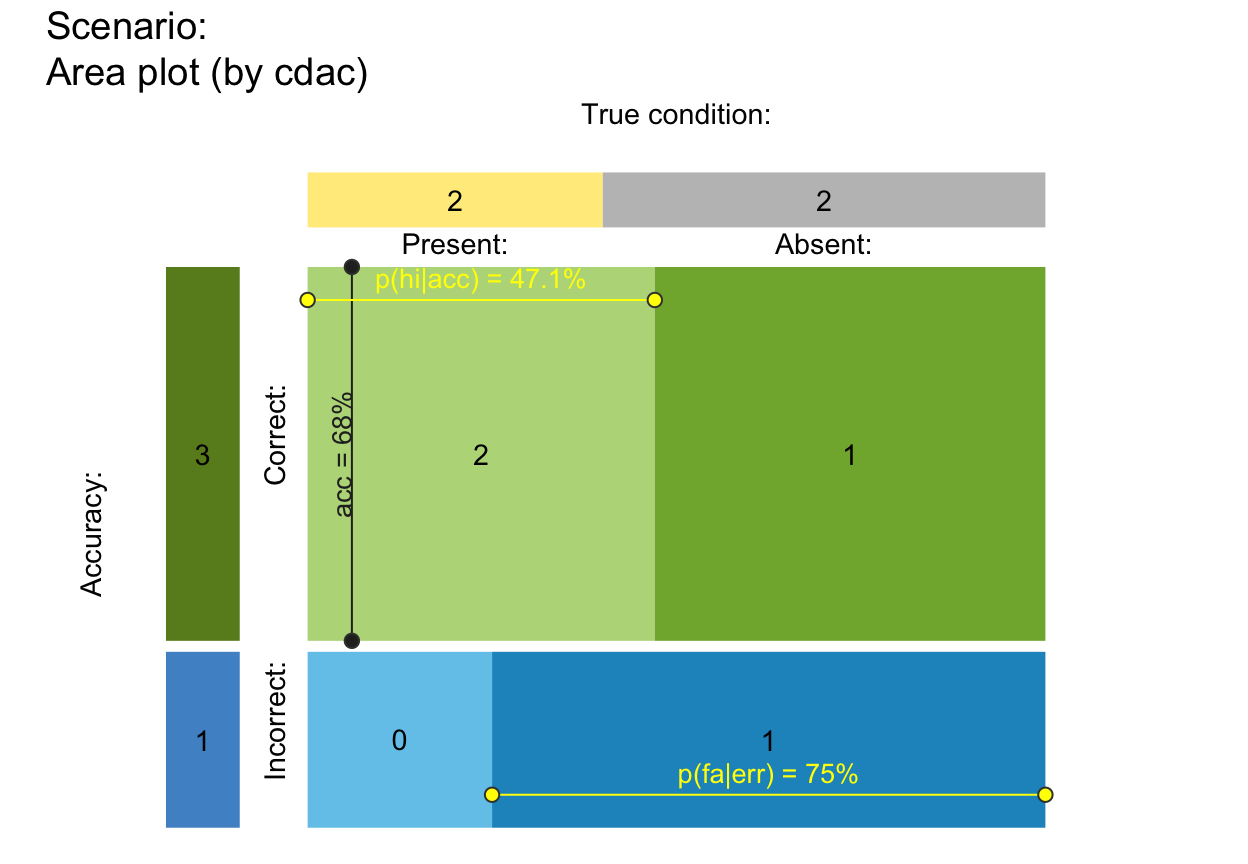 Scenario:
Area plot (by cdac)
True condition:
2 2
Present: Absent:
p(hi|acc) = 47.1%
Accuracy:
3
Correct:
acc = 68%
2
1
1
Incorrect:
0
1
p(fa|err) = 75%